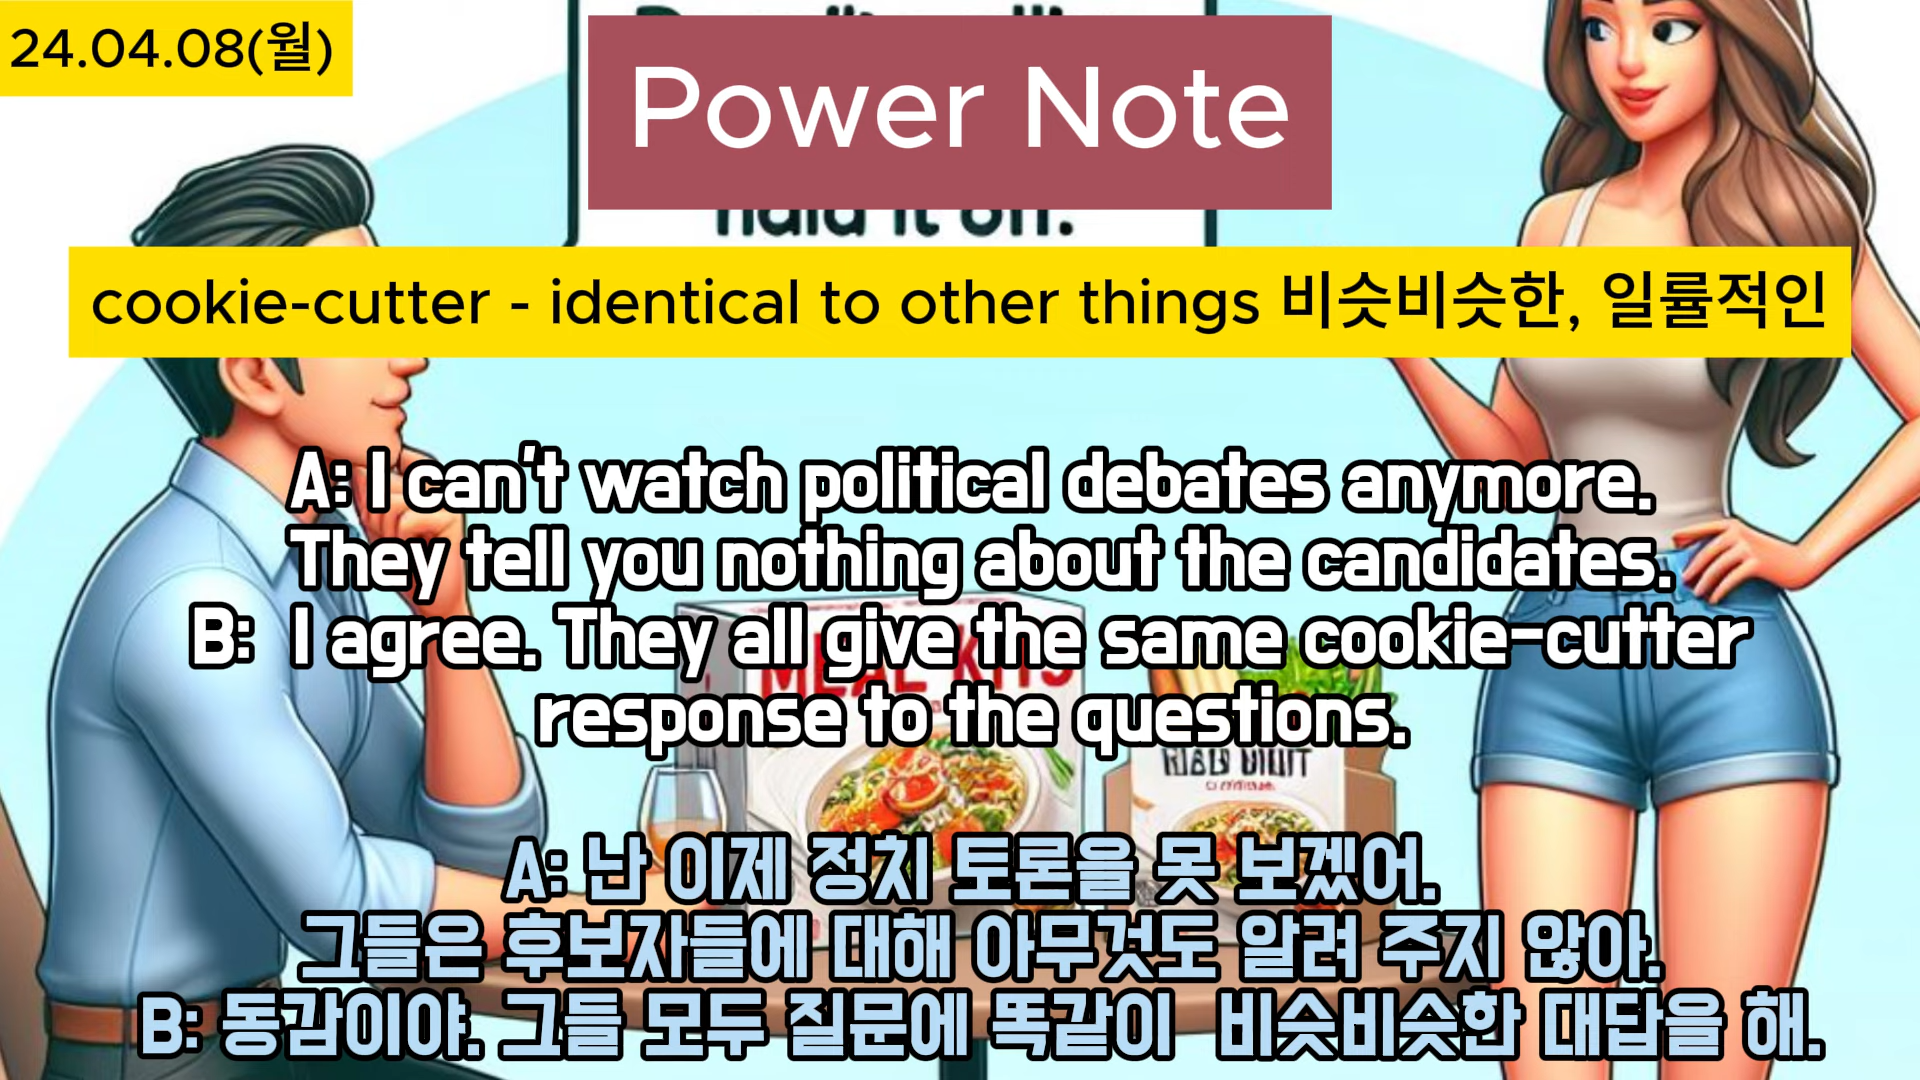 24.04.08(월)
Power Note
hald it off.
cookie-cutter - identical to other things 비슷비슷한, 일률적인
A: I can't watch political debates anymore.
They tell you nothing about the candidates.
B: I agree. They all give the same cookie-cutter
response to the questions.
MEAL KITS
A: 난 이제 정치 토론을 못 보겠어.
그들은 후보자들에 대해 아무것도 알려 주지 않아.
B: 동감이야. 그들 모두 질문에 똑같이 비슷비슷한 대답을 해.